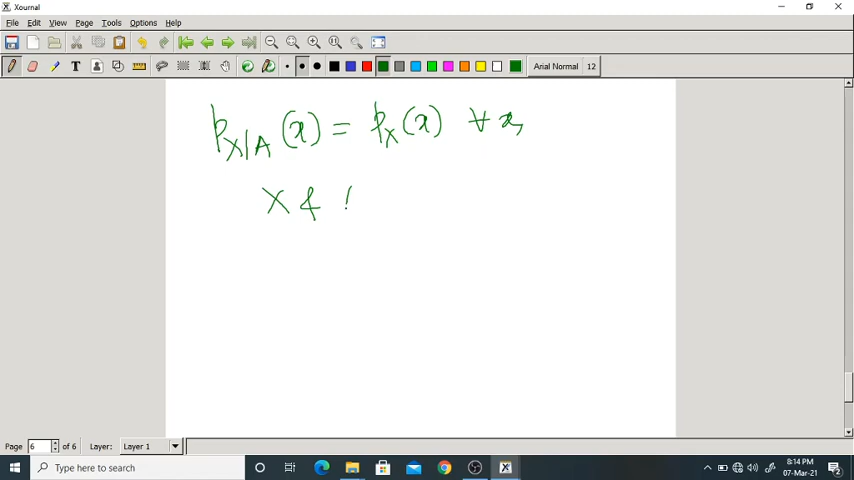 Xournal
File Edit View Page Tools Options Help
Arial Normal 12
p_{X|A}(x) = p_X(x) ∀ x,
X &
Page 6 of 6 Layer: Layer 1
Type here to search
8:14 PM
07-Mar-21
2